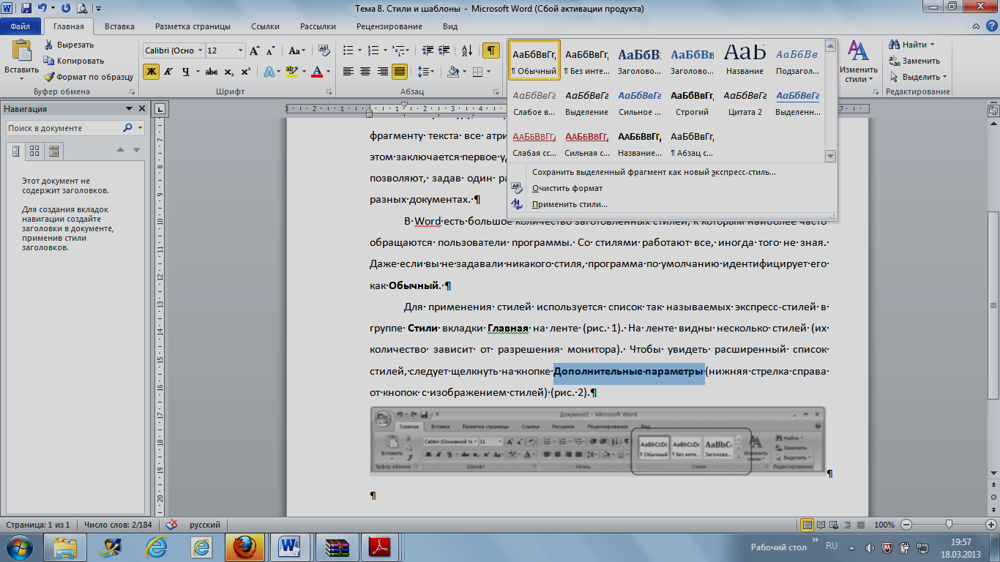 Тема 8. Стили и шаблоны - Microsoft Word (Сбой активации продукта)
Файл Главная Вставка Разметка страницы Ссылки Рассылки Рецензирование Вид
Вставить
Вырезать
Копировать
Формат по образцу
Буфер обмена
Calibri (Осно 12
Ж К Ч abc x₂ x²
Шрифт
Абзац
АаБбВвГг,
¶ Обычный
АаБбВвГг,
¶ Без инте...
АаБбВ
Заголово...
АаБбВв
Заголово...
АаЬ
Название
АаБбВв.
Подзагол...
АаБбВвГг
Слабое в...
АаБбВвГг
Выделение
АаБбВвГг
Сильное ...
АаБбВвГг,
Строгий
АаБбВвГг
Цитата 2
АаБбВвГг
Выделенн...
ААББВВГГ,
Слабая сс...
ААББВВГГ,
Сильная с...
ААББВВГГ,
Название...
АаБбВвГг,
¶ Абзац с...
Сохранить выделенный фрагмент как новый экспресс-стиль...
Очистить формат
Применить стили...
Изменить стили
Найти
Заменить
Выделить
Редактирование
Навигация
Поиск в документе
Этот документ не
содержит заголовков.
Для создания вкладок
навигации создайте
заголовки в документе,
применив стили
заголовков.
фрагменту текста все
этом заключается первое
позволяют, задав один
разных документах. ¶
В Word есть большое количество заготовленных стилей, к которым наиболее часто
обращаются пользователи программы. Со стилями работают все, иногда того не зная.
Даже если вы не задавали никакого стиля, программа по умолчанию идентифицирует его
как Обычный. ¶
Для применения стилей используется список так называемых экспресс-стилей в
группе Стили вкладки Главная на ленте (рис. 1). На ленте видны несколько стилей (их
количество зависит от разрешения монитора). Чтобы увидеть расширенный список
стилей, следует щелкнуть на кнопке Дополнительные параметры (нижняя стрелка справа
от кнопок с изображением стилей) (рис. 2).¶
Документ2 - Microsoft Word
Главная Вставка Разметка страницы Ссылки Рассылки Рецензирование Вид
Вставить
Calibri (Основной те 11
Ж К Ч abc
AaBbCcDc AaBbCcDc AaBbC
¶ Обычный ¶ Без инте... Заголово...
Изменить стили
Найти
Заменить
Выделить
Буфер обмена Шрифт Абзац Стили Редактирование
¶
¶
Страница: 1 из 1 Число слов: 2/184 русский 100%
Рабочий стол RU 19:57
18.03.2013